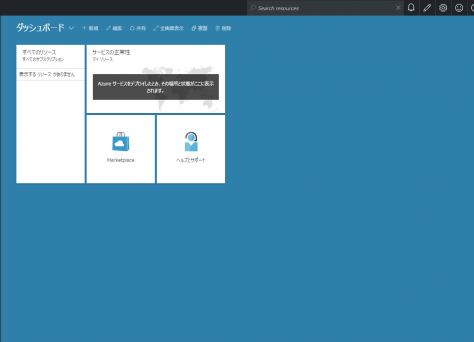 Search resources
ダッシュボード
新規 編集 共有 全画面表示 複製 削除
すべてのリソース
すべてのサブスクリプション
表示する リソース がありません
サービスの正常性
マイ リソース
Azure サービスをデプロイしたとき、その場所と状態がここに表示
されます。
Marketplace
ヘルプとサポート